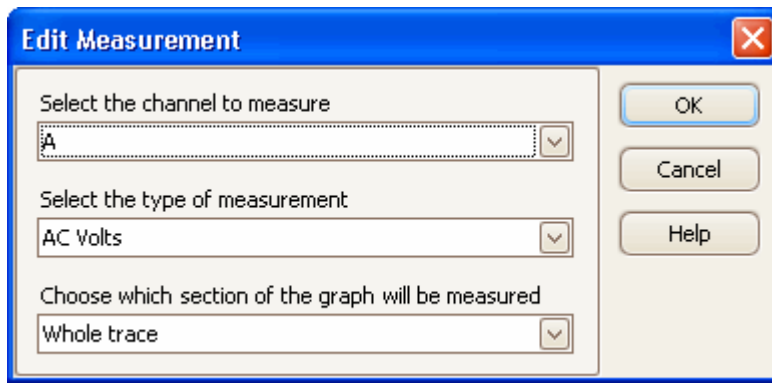 Edit Measurement
Select the channel to measure
A
Select the type of measurement
AC Volts
Choose which section of the graph will be measured
Whole trace
OK
Cancel
Help